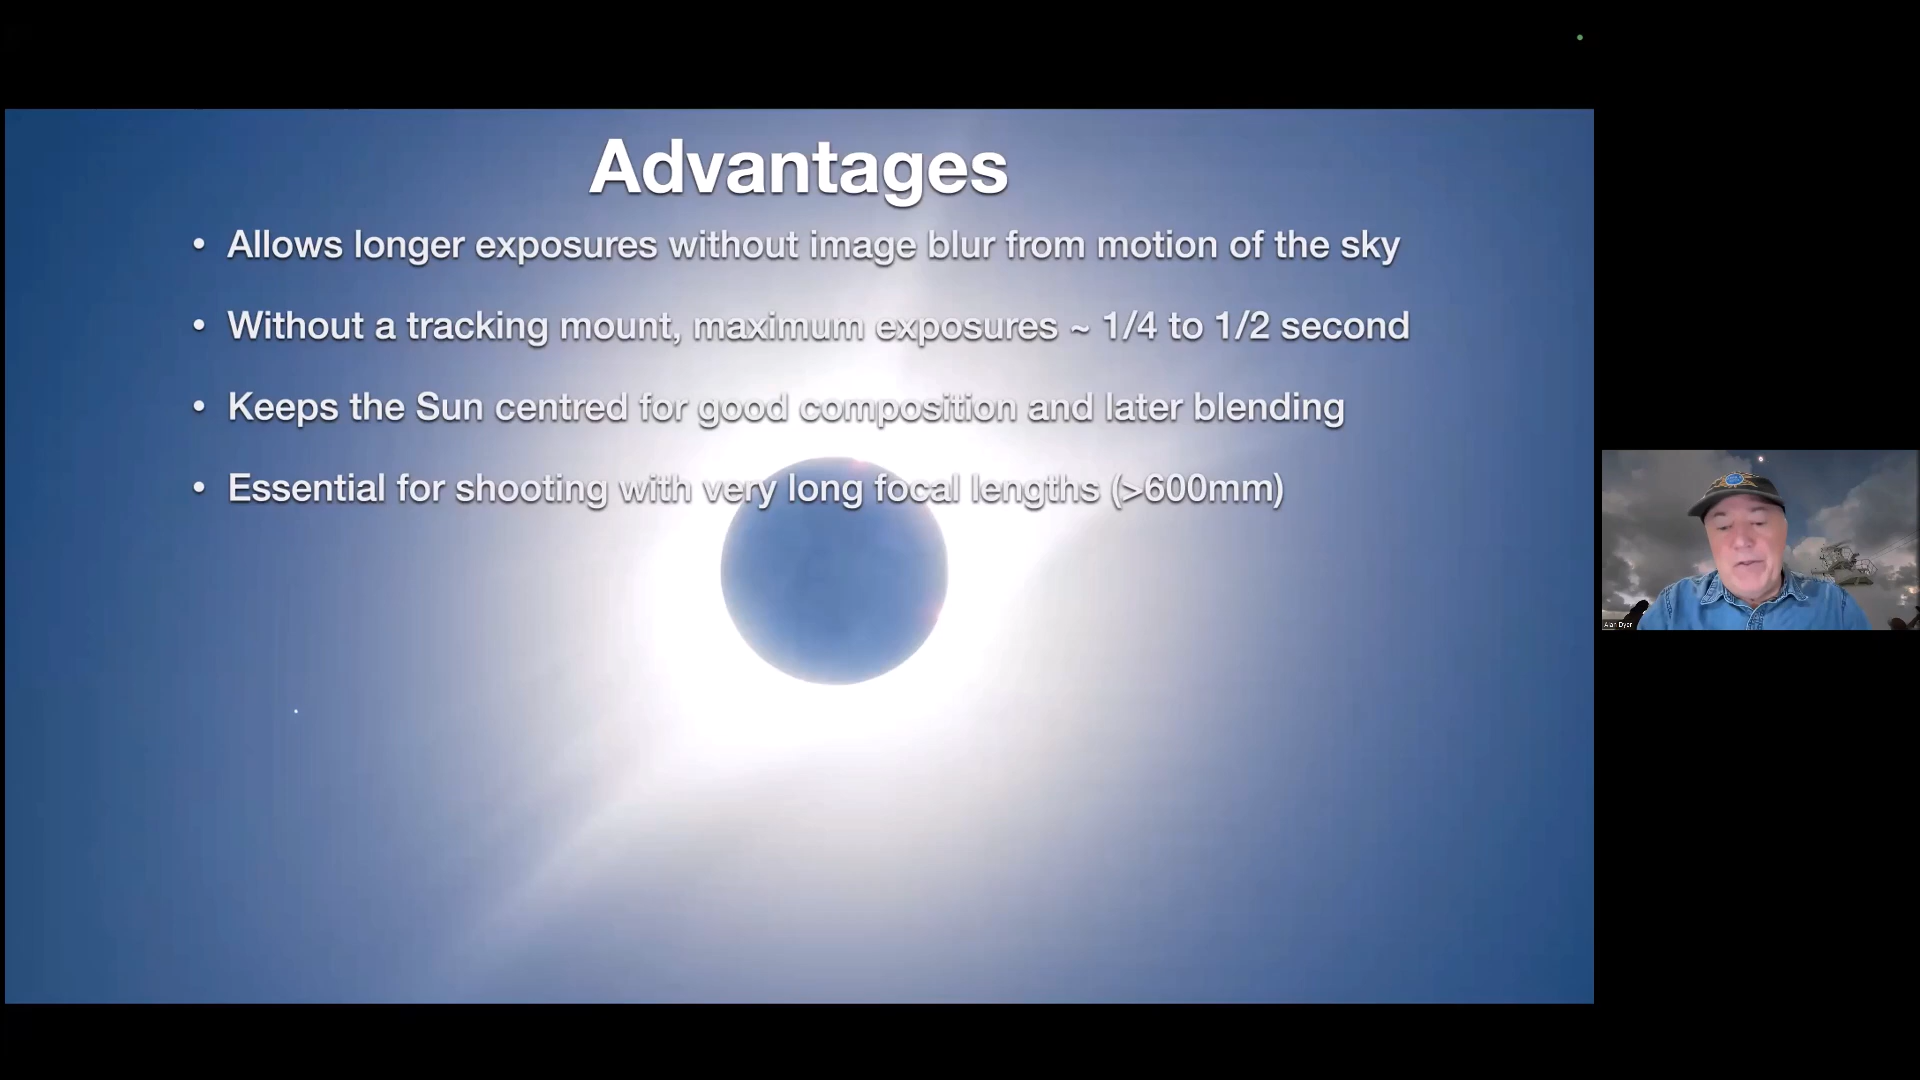 Advantages
• Allows longer exposures without image blur from motion of the sky
• Without a tracking mount, maximum exposures ~ 1/4 to 1/2 second
• Keeps the Sun centred for good composition and later blending
• Essential for shooting with very long focal lengths (>600mm)
Alan Dyer